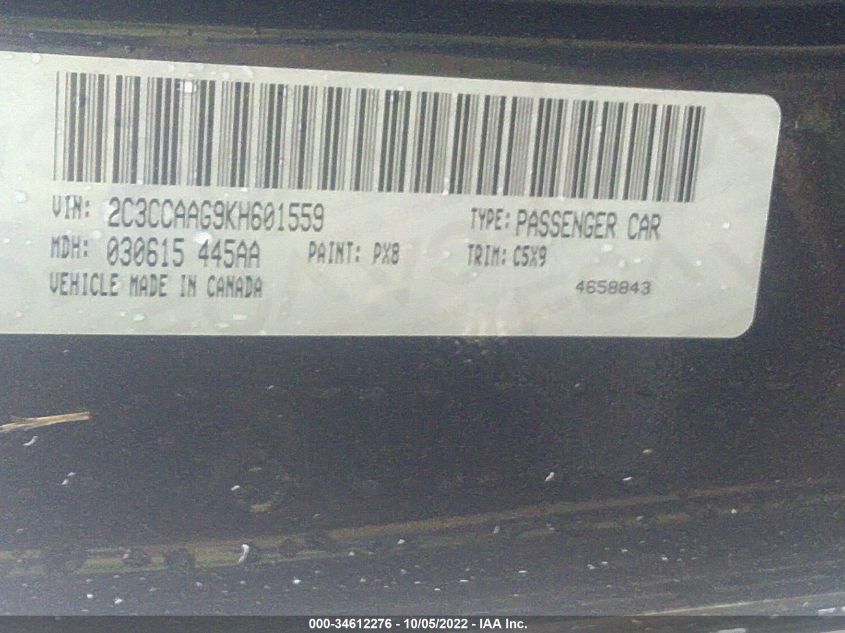 VIN: 2C3CCAAG9KH601559 TYPE: PASSENGER CAR
MDH: 030615 445AA PAINT: PX8 TRIM: C5X9
VEHICLE MADE IN CANADA 4658843
000-34612276 - 10/05/2022 - IAA Inc.